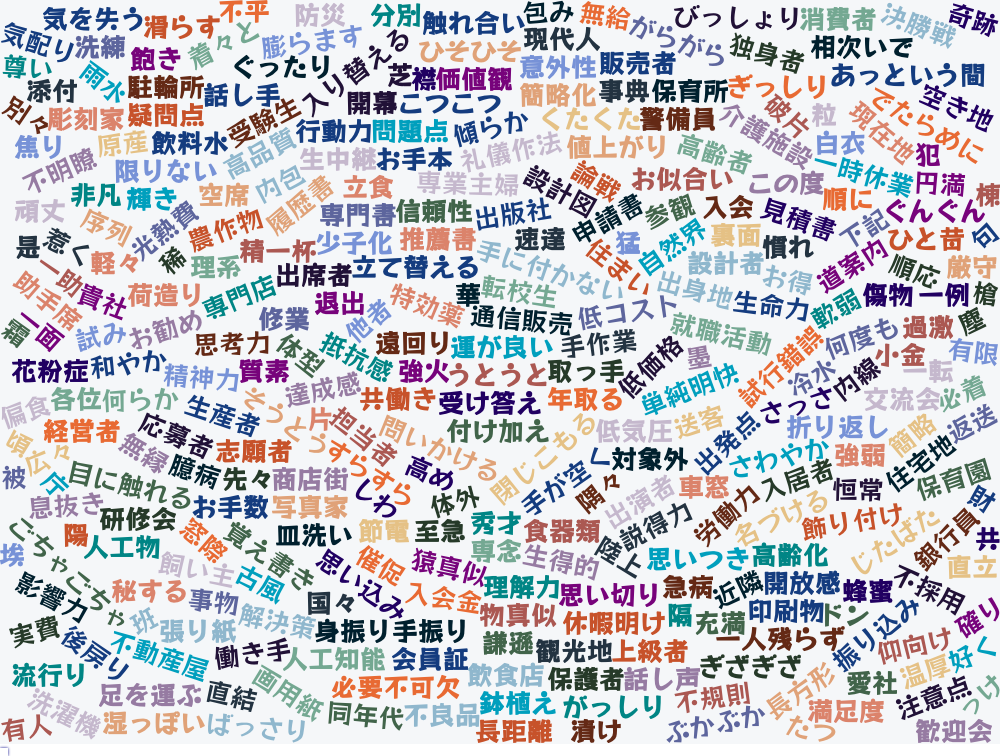 気を失う
滑らす
不平
防災
分別
触れ合い
包み
無給
がらがら
びっしょり
消費者
決勝戦
奇跡
気配り
洗練
飽き
着々と
膨らます
入り替える
ひそひそ
現代人
独身者
相次いで
尊い
雨水
駐輪所
ぐったり
芝
襟
価値観
意外性
販売者
ぎっしり
あっという間
添付
話し手
開幕
こつこつ
簡略化
事典
保育所
空き地
別々
彫刻家
疑問点
受験生
行動力
問題点
傾らか
くたくた
警備員
介護施設
破片
粒
現在地
でたらめに
焦り
原産
飲料水
高品質
生中継
お手本
礼儀作法
値上がり
高齢者
白衣
一時休業
犯
不明瞭
限りない
内包
履歴書
立食
専業主婦
設計図
論戦
お似合い
この度
順に
円満
棟
非凡
輝き
空席
頑丈
序列
光熱費
農作物
専門書
信頼性
出版社
申請書
参観
入会
見積書
下記
ぐんぐん
句
是
惹く
軽々
稀
理系
精一杯
少子化
推薦書
速達
猛
自然界
裏面
慣れ
道案内
ひと昔
一助
貴社
荷造り
専門店
出席者
立て替える
手に付かない
住まい
出身地
設計者
お得
順応
厳守
助手席
霜
一面
試み
お勧め
修業
退出
他者
特効薬
華
転校生
通信販売
低コスト
生命力
軟弱
傷物
一例
槍
塵
思考力
体型
抵抗感
遠回り
運が良い
手作業
就職活動
試行錯誤
何度も
過激
有限
花粉症
和やか
精神力
質素
達成感
強火
うとうと
取っ手
低価格
墨
単純明快
冷水
内線
小金
一転
偏食
各位
何らか
生産者
そうとう
片
共働き
受け答え
年取る
さっさ
交流会
必着
頃
経営者
応募者
志願者
担当者
問いかける
付け加え
閉じこもる
低気圧
送客
出発点
折り返し
簡略
返送
広々
無縁
臆病
先々
商店街
すらすら
高め
手が空く
対象外
さわやか
強弱
住宅地
被
庁
目に触れる
お手数
写真家
しわ
体外
隅々
出演者
車窓
労働力
入居者
恒常
保育園
財
息抜き
研修会
皿洗い
節電
至急
秀才
食器類
説得力
名づける
飾り付け
じたばた
銀行員
共
ごちゃごちゃ
陽
人工物
窓際
覚え書き
思い込み
催促
猿真似
専念
生得的
陸上
思いつき
高齢化
直立
埃
飼い主
古風
影響力
秘する
事物
国々
入会金
理解力
思い切り
急病
近隣
開放感
蜂蜜
不採用
実費
班
張り紙
解決策
身振り手振り
物真似
休暇明け
隔
充満
印刷物
ドン
振り込み
確り
後戻り
不動産屋
働き手
人工知能
会員証
謙遜
観光地
上級者
一人残らず
仰向け
好く
流行り
足を運ぶ
直結
画用紙
必要不可欠
飲食店
保護者
話し声
ぎざぎざ
愛社
温厚
注意点
つけ
洗濯機
湿っぽい
ばっさり
同年代
不良品
鉢植え
がっしり
不規則
長方形
満足度
有人
長距離
漬け
ぶかぶか
たつ
歓迎会